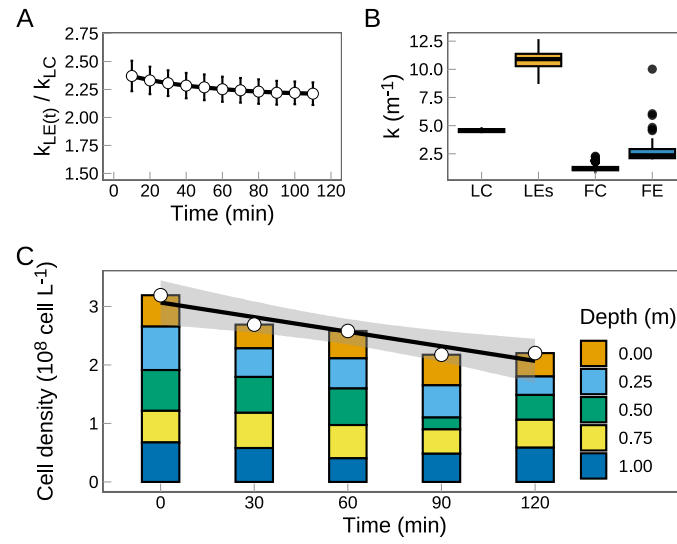 A
2.75
2.50
2.25
2.00
1.75
1.50
k_LE(t) / k_LC
0 20 40 60 80 100 120
Time (min)
B
12.5
10.0
7.5
5.0
2.5
k (m⁻¹)
LC LEs FC FE
C
3
2
1
0
Cell density (10⁸ cell L⁻¹)
0 30 60 90 120
Time (min)
Depth (m)
0.00
0.25
0.50
0.75
1.00